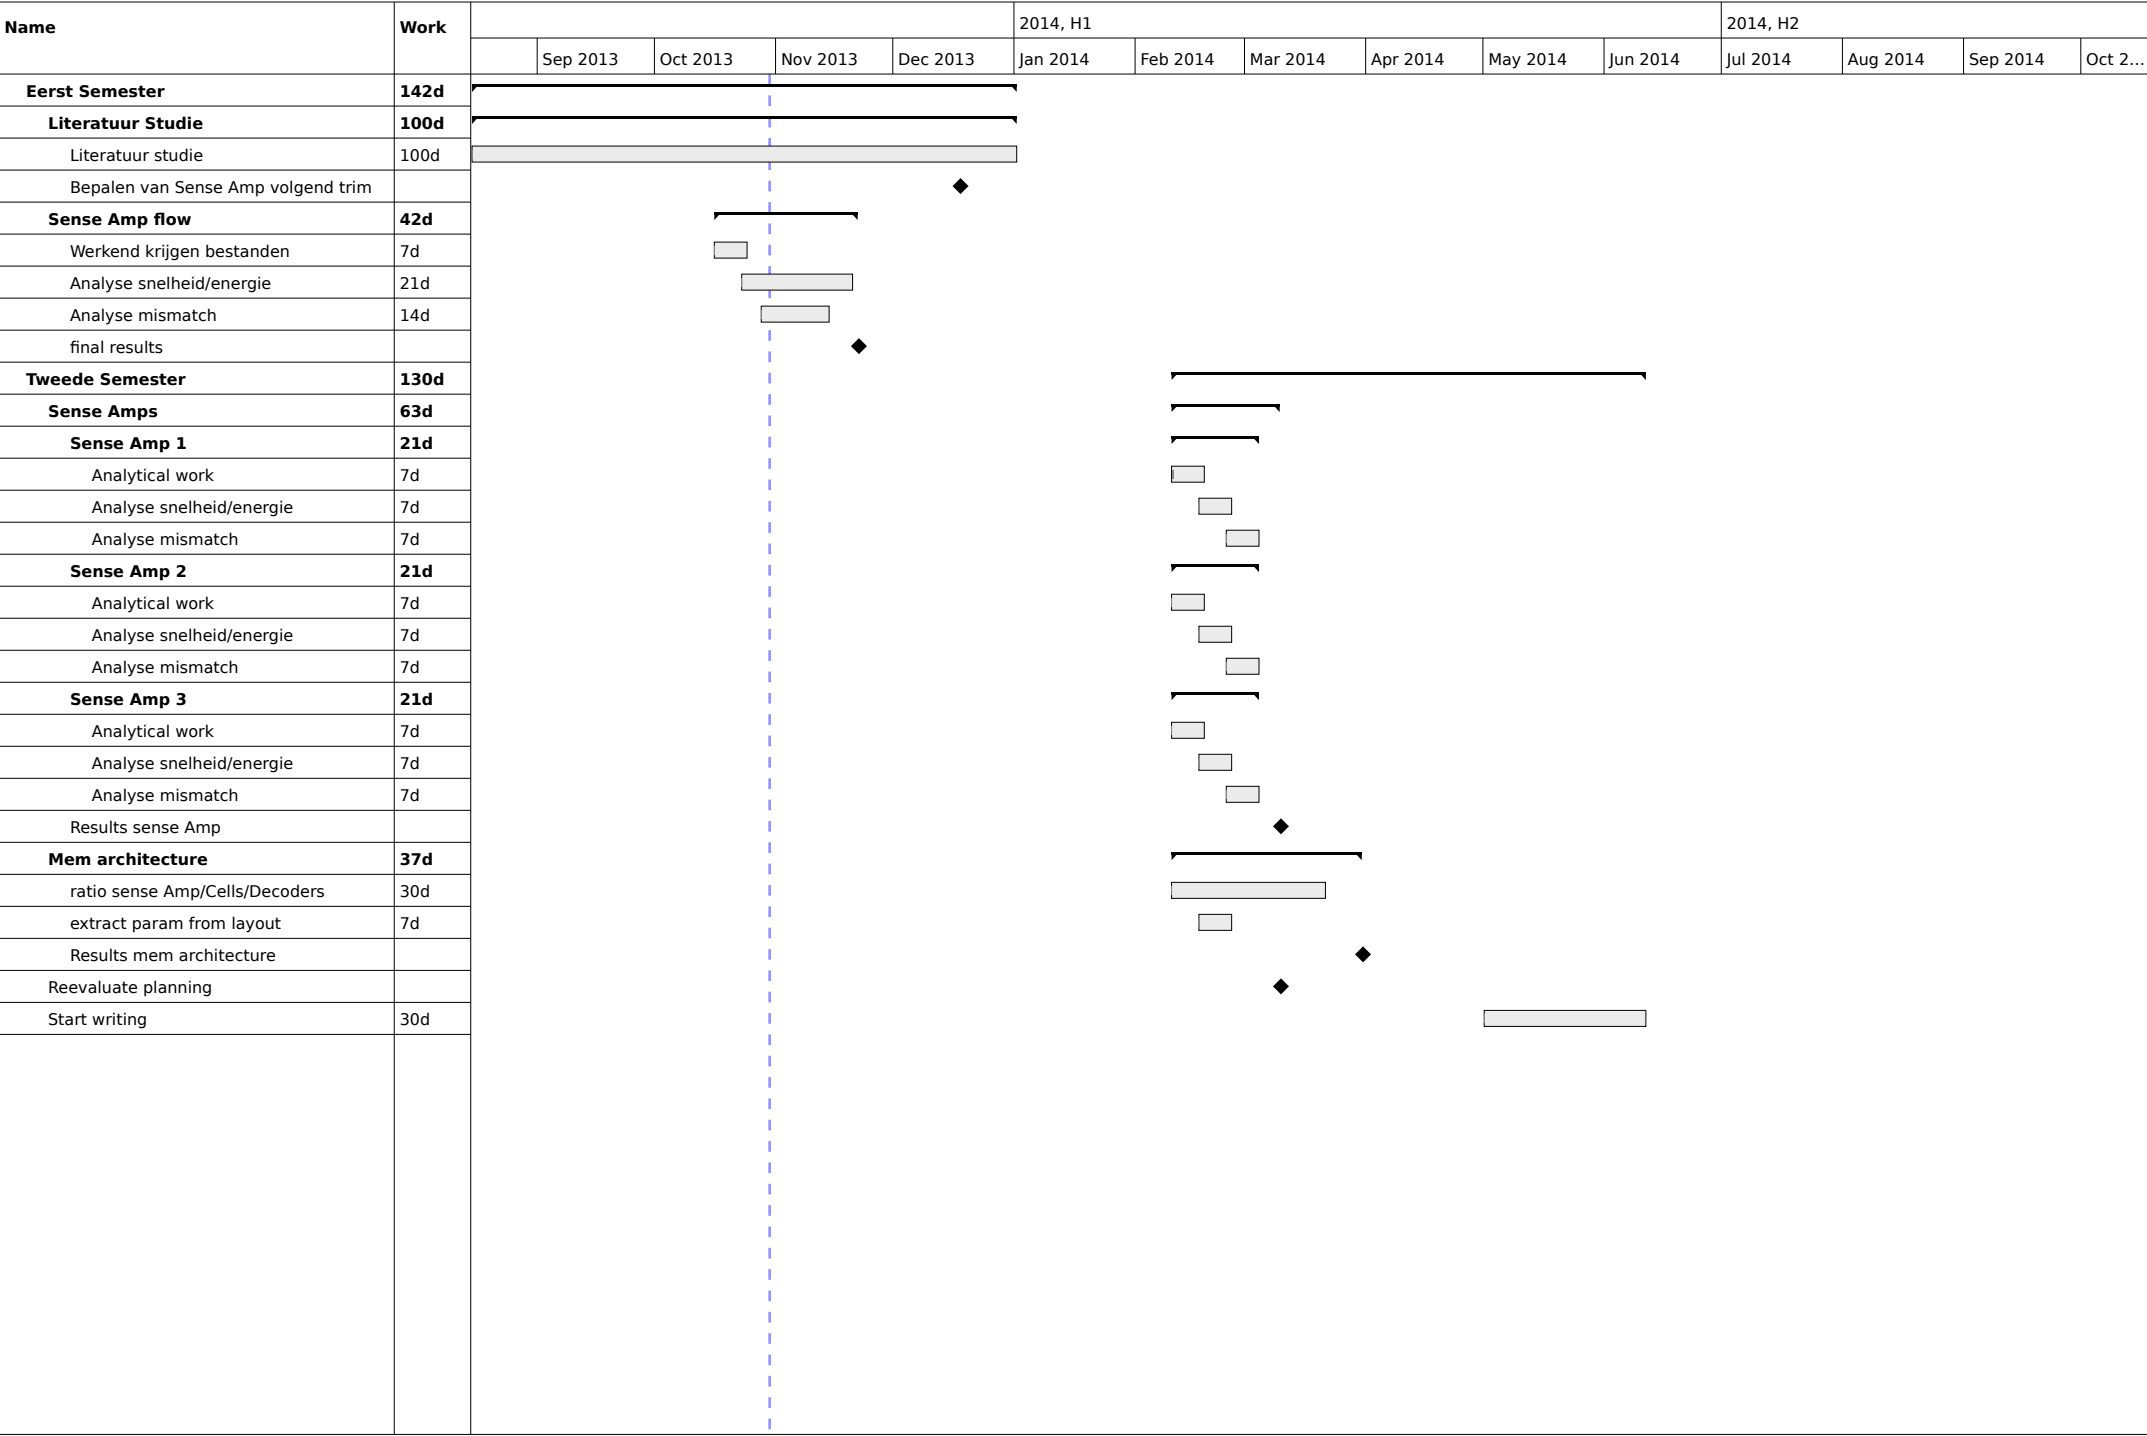 Name Work 2014, H1 2014, H2
Sep 2013 Oct 2013 Nov 2013 Dec 2013 Jan 2014 Feb 2014 Mar 2014 Apr 2014 May 2014 Jun 2014 Jul 2014 Aug 2014 Sep 2014 Oct 2...
Eerst Semester 142d
Literatuur Studie 100d
Literatuur studie 100d
Bepalen van Sense Amp volgend trim
Sense Amp flow 42d
Werkend krijgen bestanden 7d
Analyse snelheid/energie 21d
Analyse mismatch 14d
final results
Tweede Semester 130d
Sense Amps 63d
Sense Amp 1 21d
Analytical work 7d
Analyse snelheid/energie 7d
Analyse mismatch 7d
Sense Amp 2 21d
Analytical work 7d
Analyse snelheid/energie 7d
Analyse mismatch 7d
Sense Amp 3 21d
Analytical work 7d
Analyse snelheid/energie 7d
Analyse mismatch 7d
Results sense Amp
Mem architecture 37d
ratio sense Amp/Cells/Decoders 30d
extract param from layout 7d
Results mem architecture
Reevaluate planning
Start writing 30d